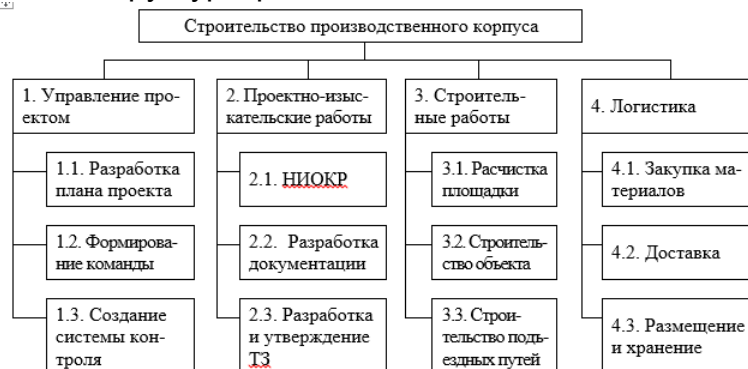 Строительство производственного корпуса
1. Управление про-
ектом
2. Проектно-изыс-
кательские работы
3. Строитель-
ные работы
4. Логистика
1.1. Разработка
плана проекта
2.1. НИОКР
3.1. Расчистка
площадки
4.1. Закупка ма-
териалов
1.2. Формирова-
ние команды
2.2. Разработка
документации
3.2. Строитель-
ство объекта
4.2. Доставка
1.3. Создание
системы кон-
троля
2.3. Разработка
и утверждение
ТЗ
3.3. Строи-
тельство подъ-
ездных путей
4.3. Размещение
и хранение